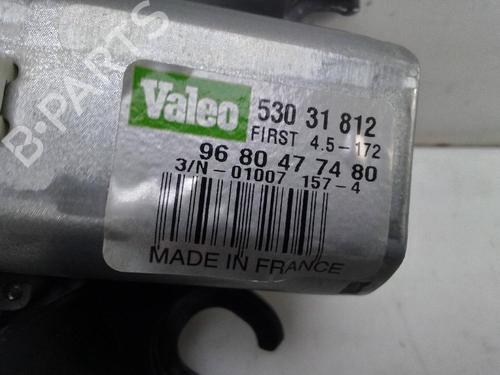 Valeo
530 31 812
FIRST 4.5-172
96 80 47 74 80
3/N-01007 157-4
MADE IN FRANCE
B-PARTS